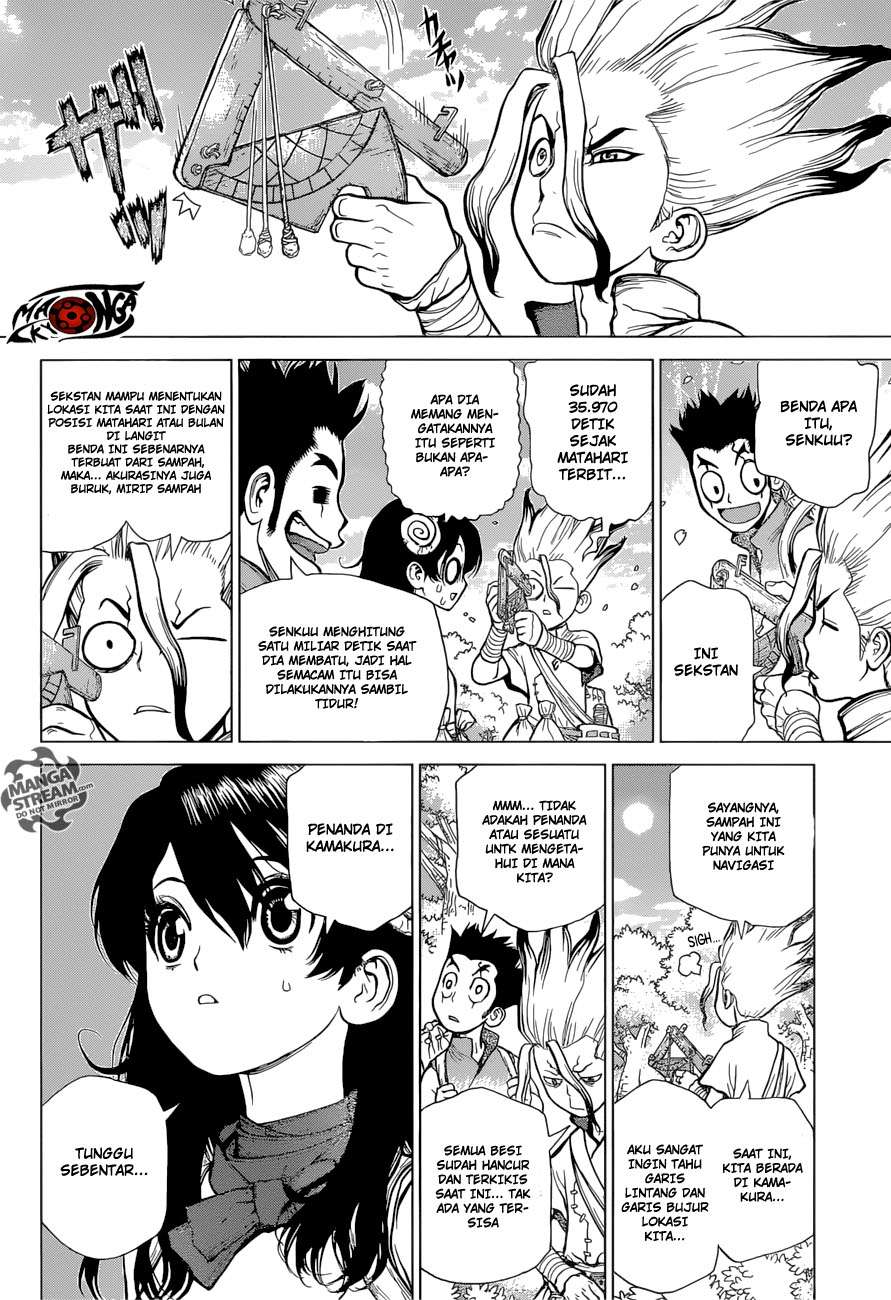 ガチャッ
ザザッ
MANGAKI
BENDA APA
ITU,
SENKUU?
INI
SEKSTAN
SUDAH
35.970
DETIK
SEJAK
MATAHARI
TERBIT...
APA DIA
MEMANG MEN-
GATAKANNYA
ITU SEPERTI
BUKAN APA-
APA?
SENKUU MENGHITUNG
SATU MILIAR DETIK SAAT
DIA MEMBATU, JADI HAL
SEMACAM ITU BISA
DILAKUKANNYA SAMBIL
TIDUR!
SEKSTAN MAMPU MENENTUKAN
LOKASI KITA SAAT INI DENGAN
POSISI MATAHARI ATAU BULAN
DI LANGIT
BENDA INI SEBENARNYA
TERBUAT DARI SAMPAH,
MAKA... AKURASINYA JUGA
BURUK, MIRIP SAMPAH
SAYANGNYA,
SAMPAH INI
YANG KITA
PUNYA UNTUK
NAVIGASI
SIGH...
SAAT INI,
KITA BERADA
DI KAMA-
KURA...
AKU SANGAT
INGIN TAHU
GARIS
LINTANG DAN
GARIS BUJUR
LOKASI
KITA...
MMM... TIDAK
ADAKAH PENANDA
ATAU SESUATU
UNTK MENGETA-
HUI DI MANA
KITA?
SEMUA BESI
SUDAH HANCUR
DAN TERKIKIS
SAAT INI... TAK
ADA YANG TER-
SISA
PENANDA DI
KAMAKURA...
TUNGGU
SEBENTAR...
MANGA
STREAM.com
DO NOT MIRROR